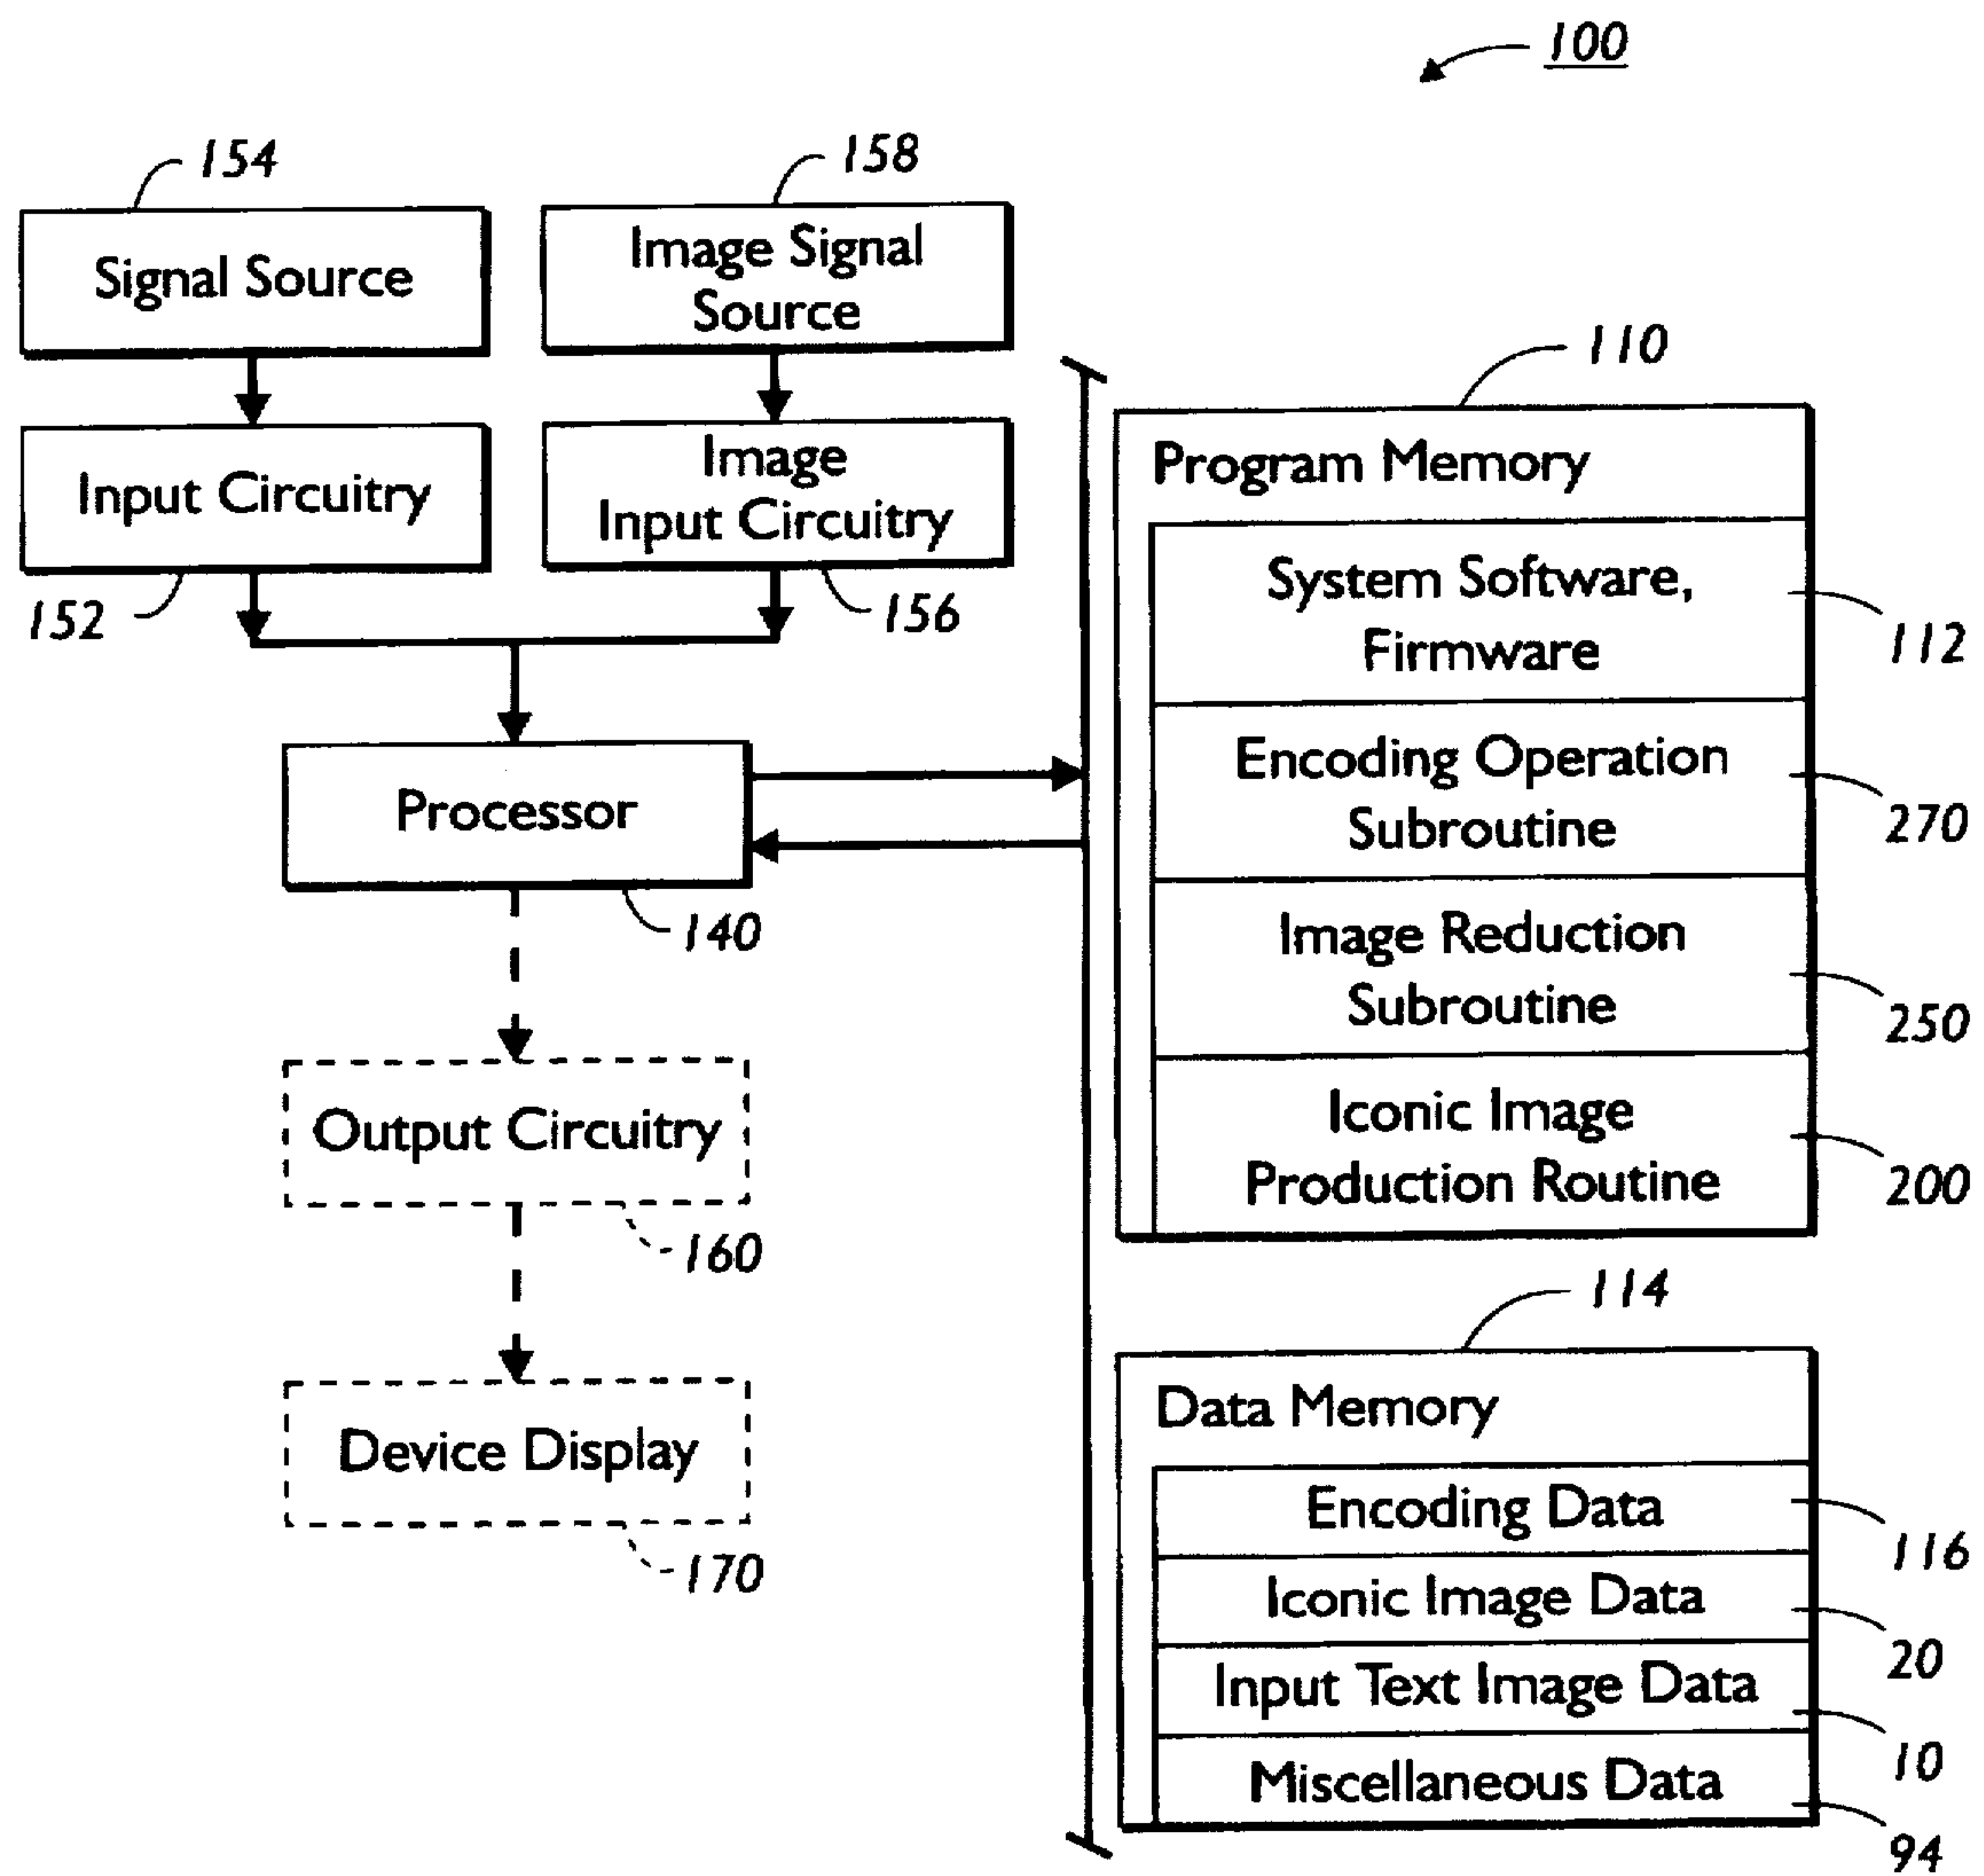 100
154
158
Signal Source
Image Signal
Source
110
Input Circuitry
Image
Input Circuitry
152
156
Program Memory
System Software,
Firmware
112
Encoding Operation
Subroutine
270
Processor
140
Image Reduction
Subroutine
250
Output Circuitry
160
Iconic Image
Production Routine
200
114
Device Display
170
Data Memory
Encoding Data
116
Iconic Image Data
20
Input Text Image Data
10
Miscellaneous Data
94